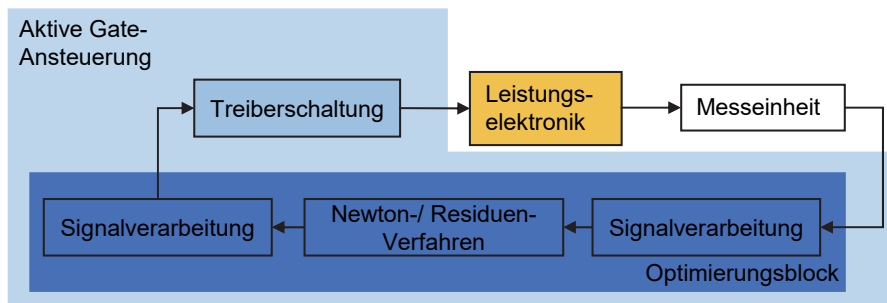 Aktive Gate-
Ansteuerung
Treiberschaltung
Leistungs-
elektronik
Messeinheit
Signalverarbeitung
Newton-/ Residuen-
Verfahren
Signalverarbeitung
Optimierungsblock